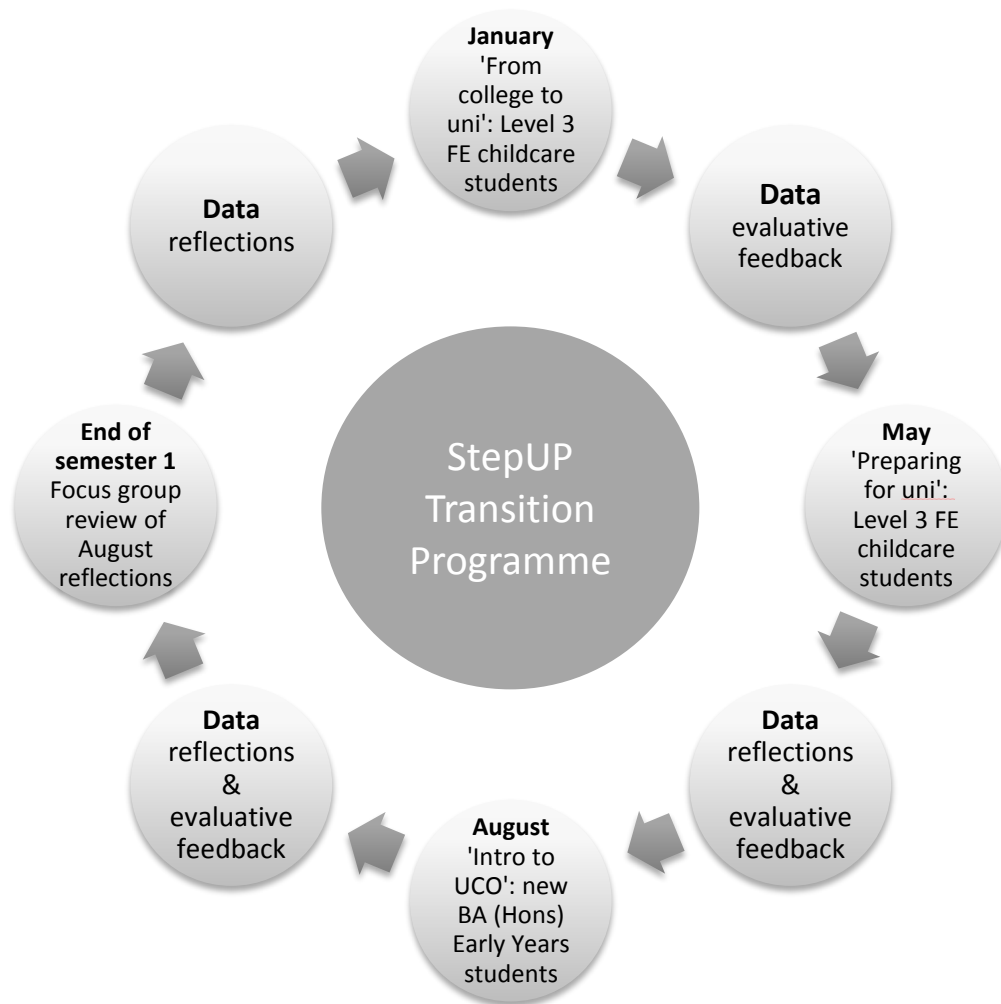 January
'From
college to
uni': Level 3
FE childcare
students
Data
evaluative
feedback
May
'Preparing
for uni':
Level 3 FE
childcare
students
Data
reflections
&
evaluative
feedback
August
'Intro to
UCO': new
BA (Hons)
Early Years
students
Data
reflections
&
evaluative
feedback
End of
semester 1
Focus group
review of
August
reflections
Data
reflections
StepUP
Transition
Programme